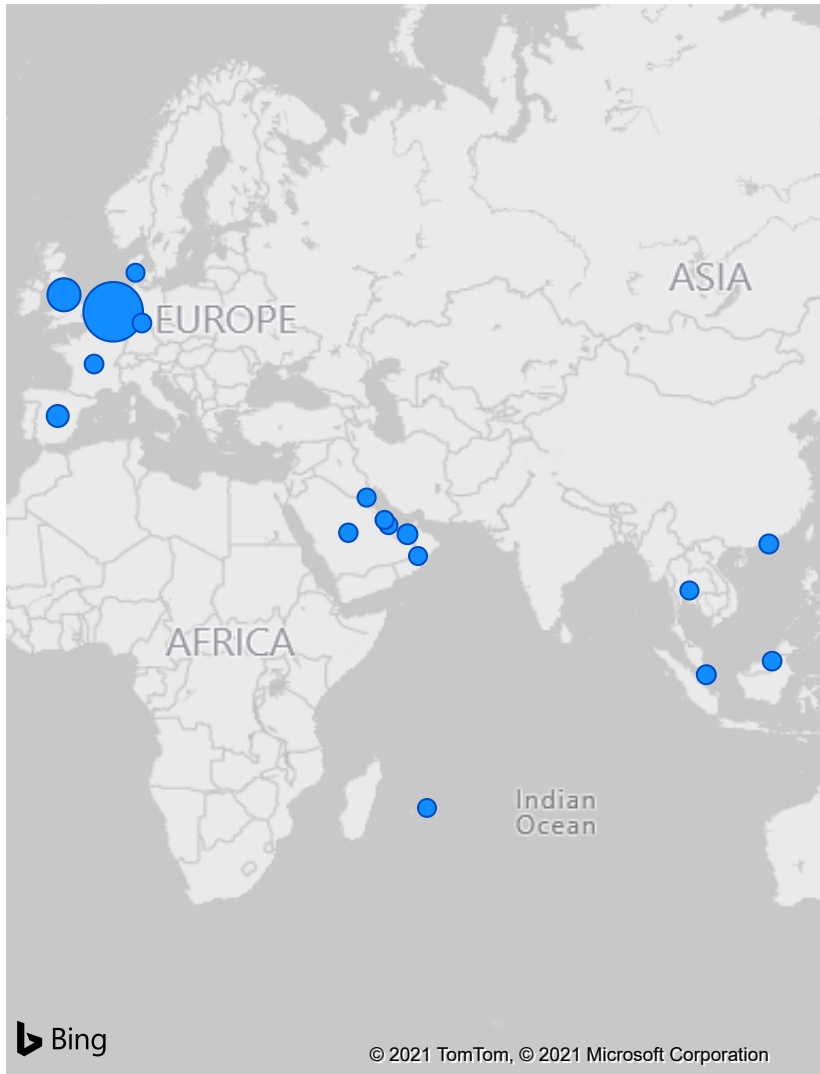 ASIA
EUROPE
AFRICA
Indian
Ocean
Bing
© 2021 TomTom, © 2021 Microsoft Corporation